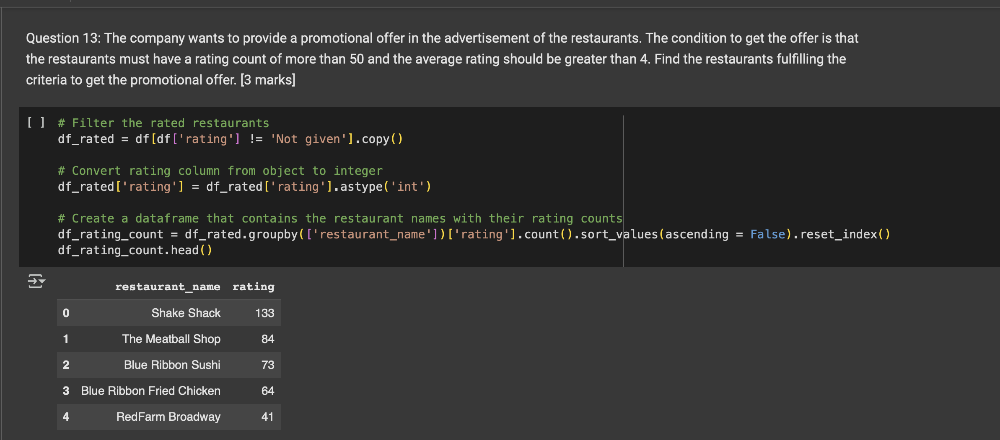 Question 13: The company wants to provide a promotional offer in the advertisement of the restaurants. The condition to get the offer is that
the restaurants must have a rating count of more than 50 and the average rating should be greater than 4. Find the restaurants fulfilling the
criteria to get the promotional offer. [3 marks]
[ ] # Filter the rated restaurants
df_rated = df[df['rating'] != 'Not given'].copy()
# Convert rating column from object to integer
df_rated['rating'] = df_rated['rating'].astype('int')
# Create a dataframe that contains the restaurant names with their rating counts
df_rating_count = df_rated.groupby(['restaurant_name'])['rating'].count().sort_values(ascending = False).reset_index()
df_rating_count.head()
restaurant_name rating
0 Shake Shack 133
1 The Meatball Shop 84
2 Blue Ribbon Sushi 73
3 Blue Ribbon Fried Chicken 64
4 RedFarm Broadway 41